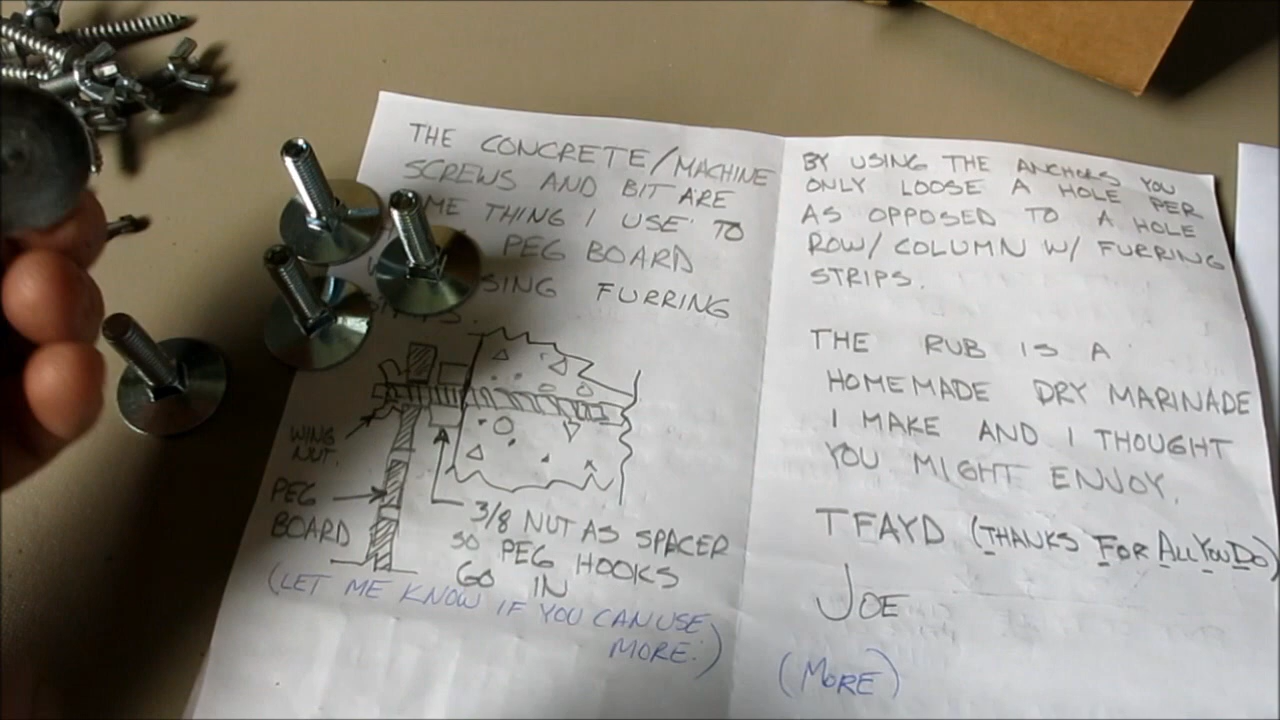 THE CONCRETE/MACHINE
SCREWS AND BIT ARE
THING I USE TO
PEG BOARD
FURRING
WING
NUT.
PEG
BOARD
3/8 NUT AS SPACER
SO PEG HOOKS
GO IN
(LET ME KNOW IF YOU CAN USE
MORE.)
BY USING THE ANCHORS YOU
ONLY LOOSE A HOLE PER
AS OPPOSED TO A HOLE
ROW/COLUMN W/ FURRING
STRIPS.
THE RUB IS A
HOMEMADE DRY MARINADE
I MAKE AND I THOUGHT
YOU MIGHT ENJOY.
TFAYD (THANKS FOR ALL YOU DO)
JOE
(MORE)